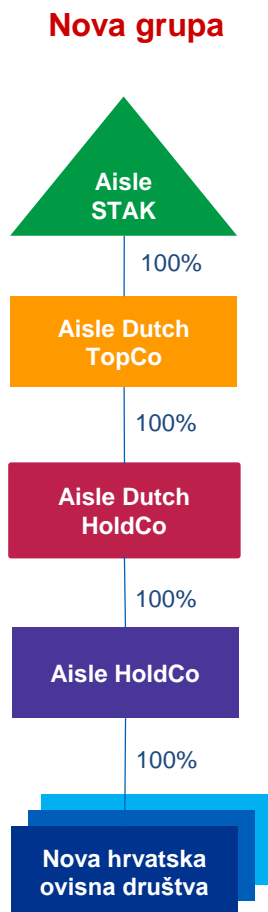 Nova grupa
Aisle
STAK
100%
Aisle Dutch
TopCo
100%
Aisle Dutch
HoldCo
100%
Aisle HoldCo
100%
Nova hrvatska
ovisna društva